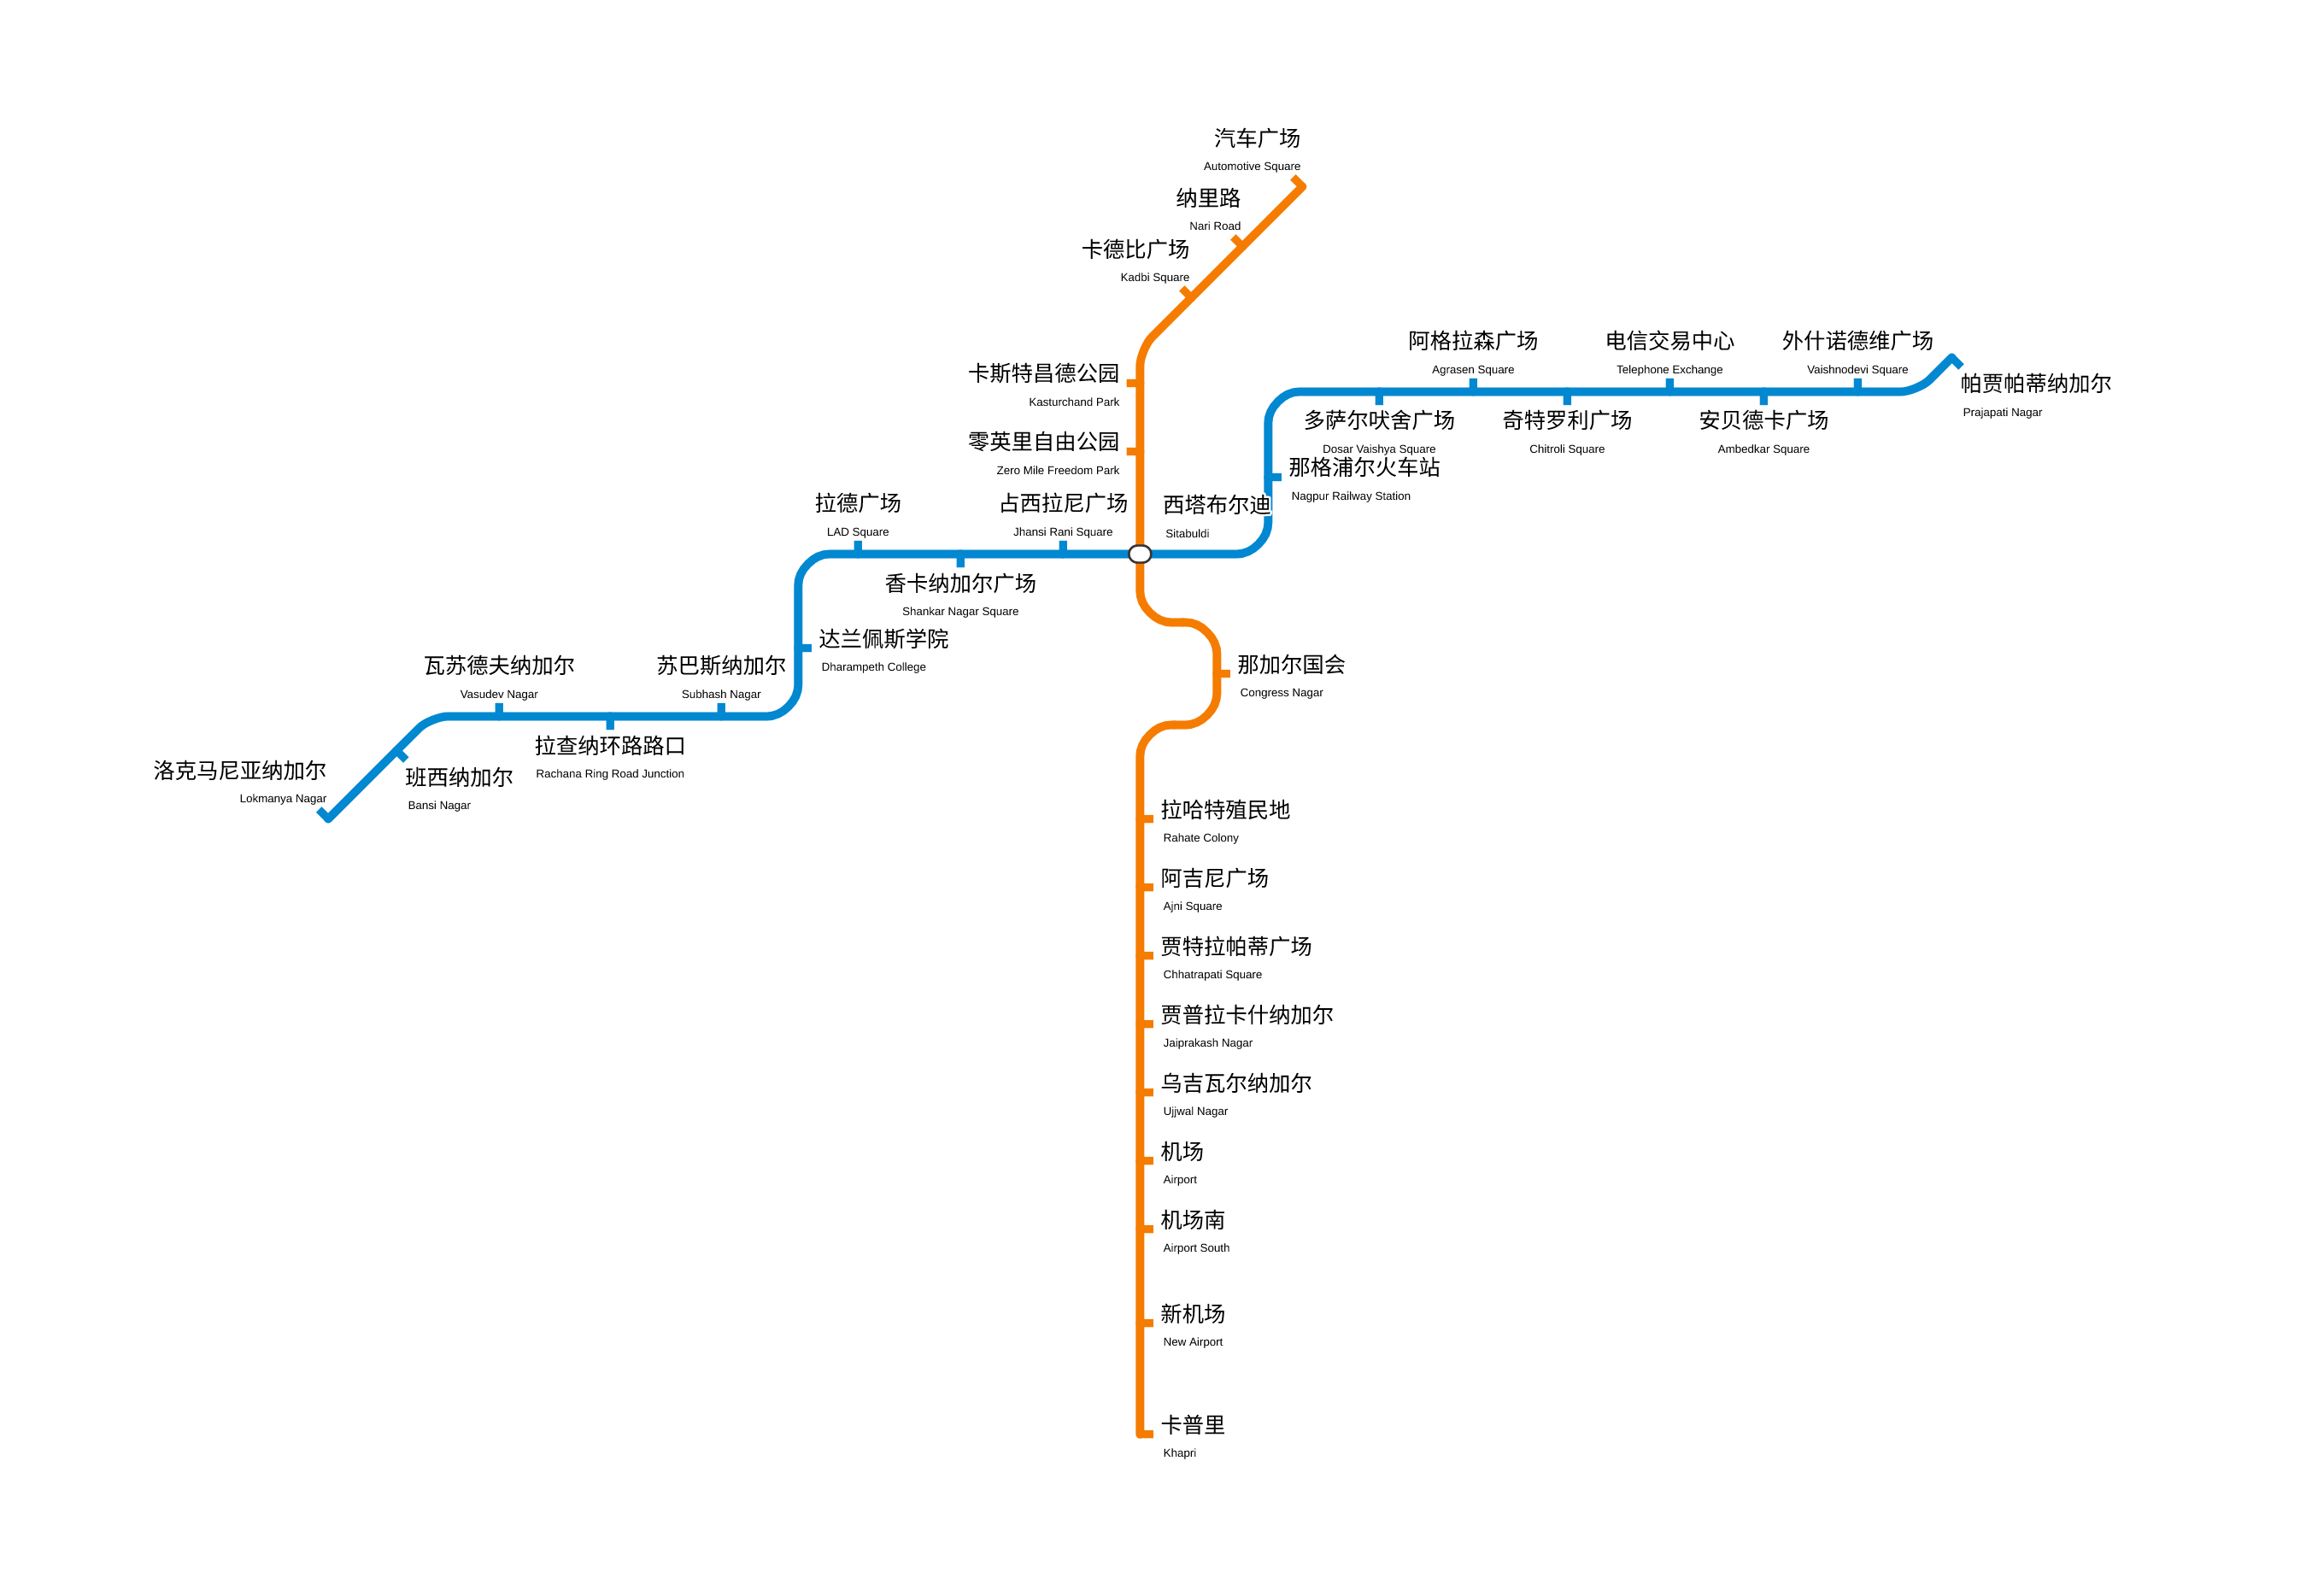 汽车广场
Automotive Square
纳里路
Nari Road
卡德比广场
Kadbi Square
阿格拉森广场
Agrasen Square
电信交易中心
Telephone Exchange
外什诺德维广场
Vaishnodevi Square
卡斯特昌德公园
Kasturchand Park
帕贾帕蒂纳加尔
Prajapati Nagar
多萨尔吠舍广场
Dosar Vaishya Square
奇特罗利广场
Chitroli Square
安贝德卡广场
Ambedkar Square
零英里自由公园
Zero Mile Freedom Park
那格浦尔火车站
Nagpur Railway Station
拉德广场
LAD Square
占西拉尼广场
Jhansi Rani Square
西塔布尔迪
Sitabuldi
香卡纳加尔广场
Shankar Nagar Square
达兰佩斯学院
Dharampeth College
瓦苏德夫纳加尔
Vasudev Nagar
苏巴斯纳加尔
Subhash Nagar
那加尔国会
Congress Nagar
拉查纳环路路口
Rachana Ring Road Junction
洛克马尼亚纳加尔
Lokmanya Nagar
班西纳加尔
Bansi Nagar
拉哈特殖民地
Rahate Colony
阿吉尼广场
Ajni Square
贾特拉帕蒂广场
Chhatrapati Square
贾普拉卡什纳加尔
Jaiprakash Nagar
乌吉瓦尔纳加尔
Ujjwal Nagar
机场
Airport
机场南
Airport South
新机场
New Airport
卡普里
Khapri